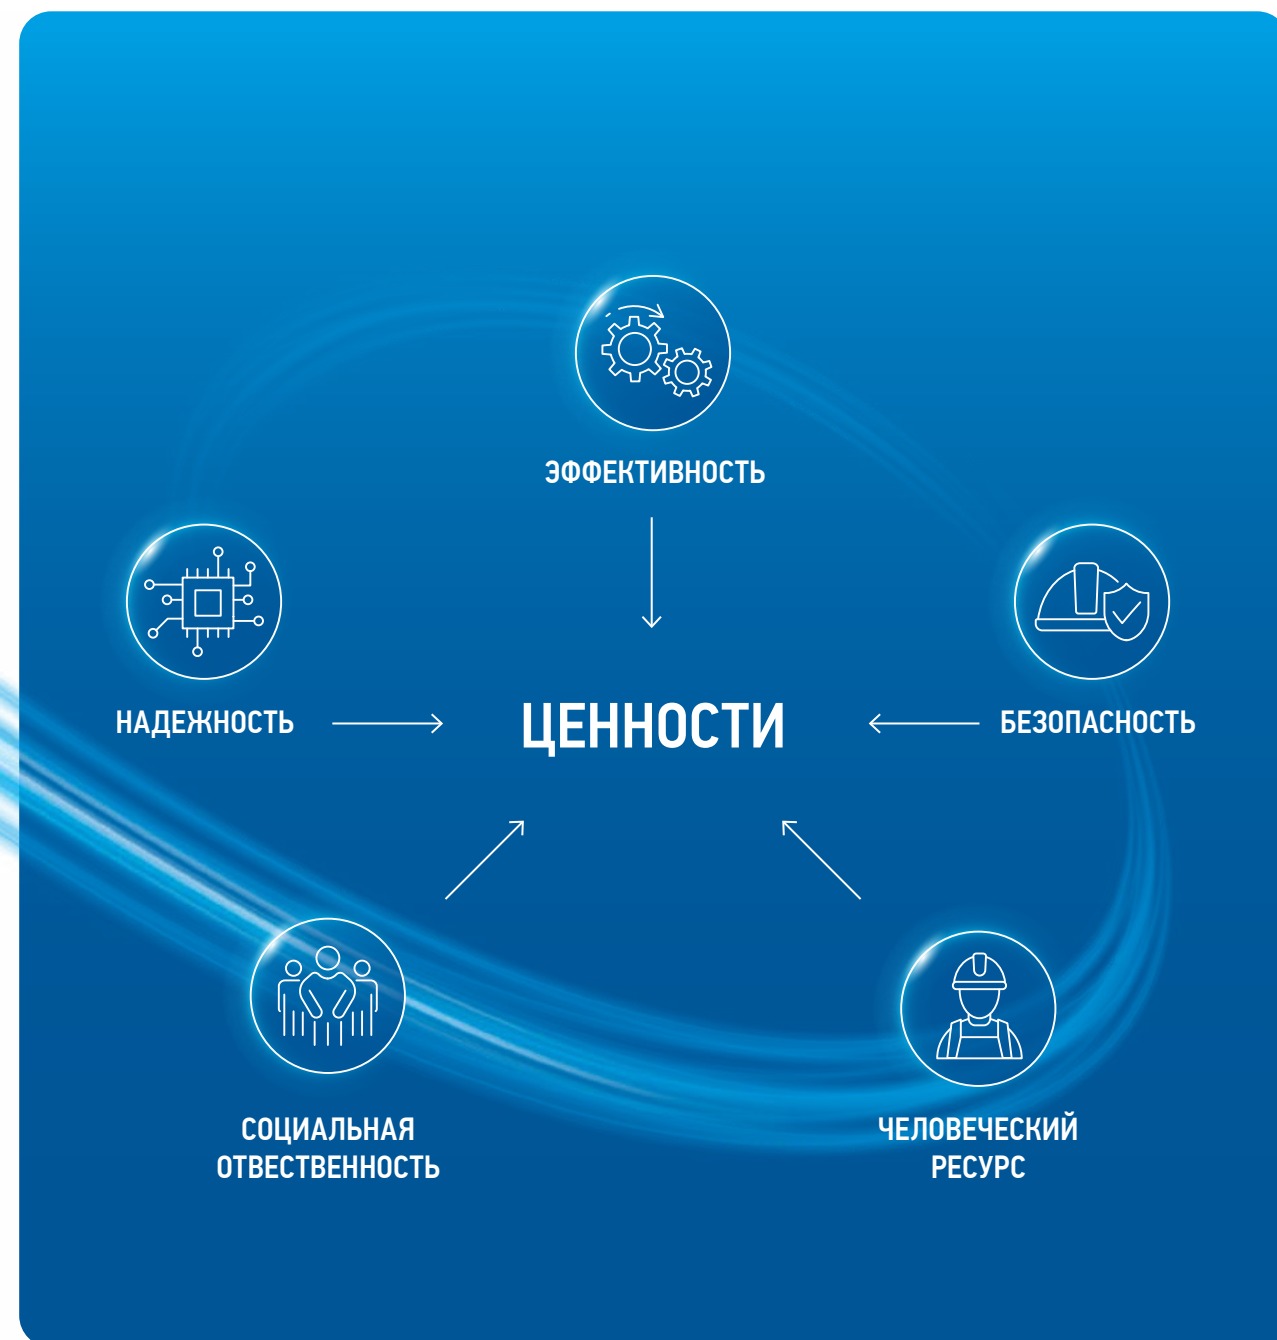 ЭФФЕКТИВНОСТЬ
НАДЕЖНОСТЬ
ЦЕННОСТИ
БЕЗОПАСНОСТЬ
СОЦИАЛЬНАЯ
ОТВЕСТВЕННОСТЬ
ЧЕЛОВЕЧЕСКИЙ
РЕСУРС